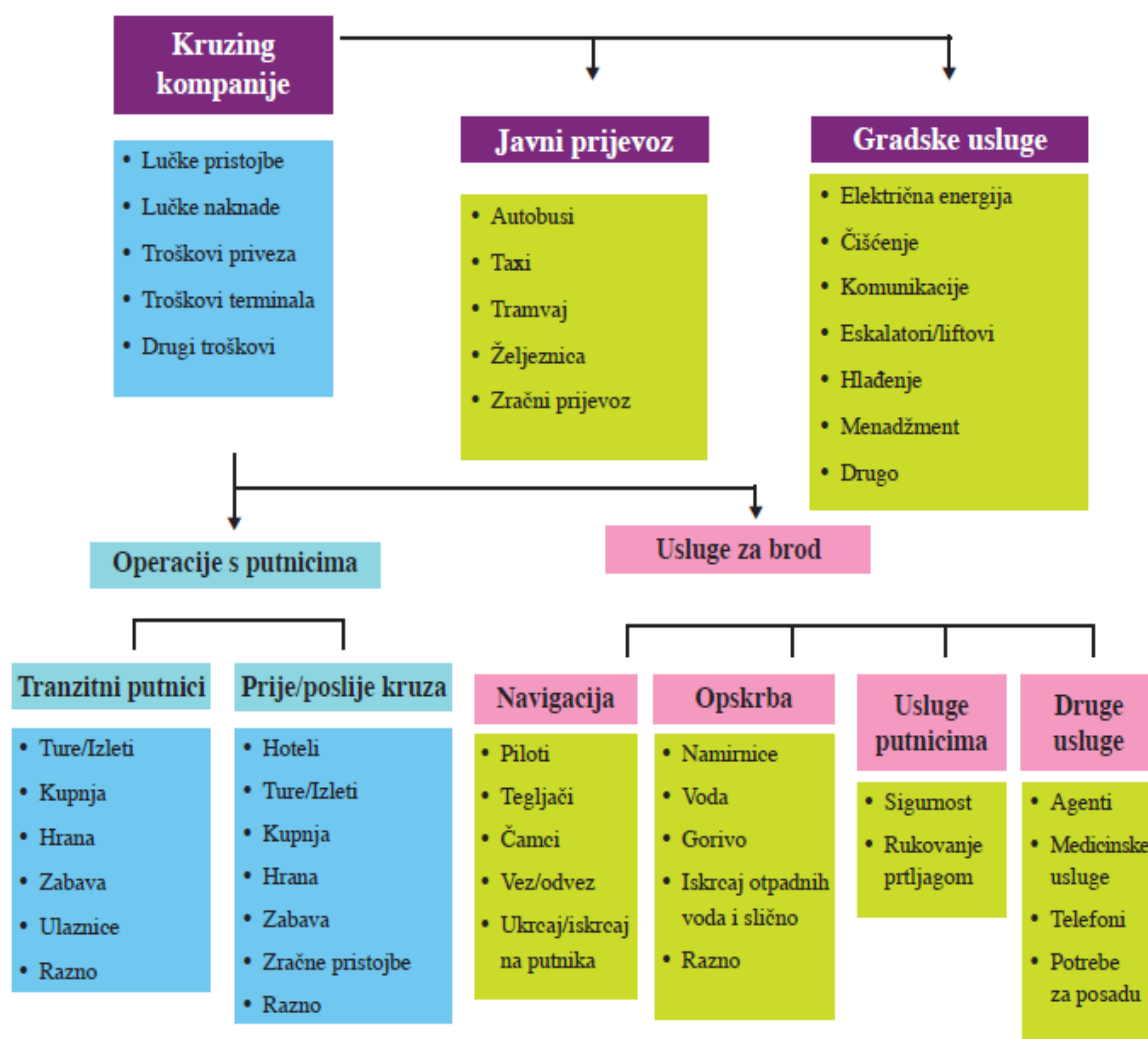 Kruzing
kompanije
• Lučke pristojbe
• Lučke naknade
• Troškovi priveza
• Troškovi terminala
• Drugi troškovi
Javni prijevoz
• Autobusi
• Taxi
• Tramvaj
• Željeznica
• Zračni prijevoz
Gradske usluge
• Električna energija
• Čišćenje
• Komunikacije
• Eskalatori/liftovi
• Hlađenje
• Menadžment
• Drugo
Operacije s putnicima
Usluge za brod
Tranzitni putnici
• Ture/Izleti
• Kupnja
• Hrana
• Zabava
• Ulaznice
• Razno
Prije/poslije kruza
• Hoteli
• Ture/Izleti
• Kupnja
• Hrana
• Zabava
• Zračne pristojbe
• Razno
Navigacija
• Piloti
• Tegljači
• Čamci
• Vez/odvez
• Ukrcaj/iskrcaj
na putnika
Opskrba
• Namirnice
• Voda
• Gorivo
• Iskrcaj otpadnih
voda i slično
• Razno
Usluge
putnicima
• Sigurnost
• Rukovanje
prtljagom
Druge
usluge
• Agenti
• Medicinske
usluge
• Telefoni
• Potrebe
za posadu